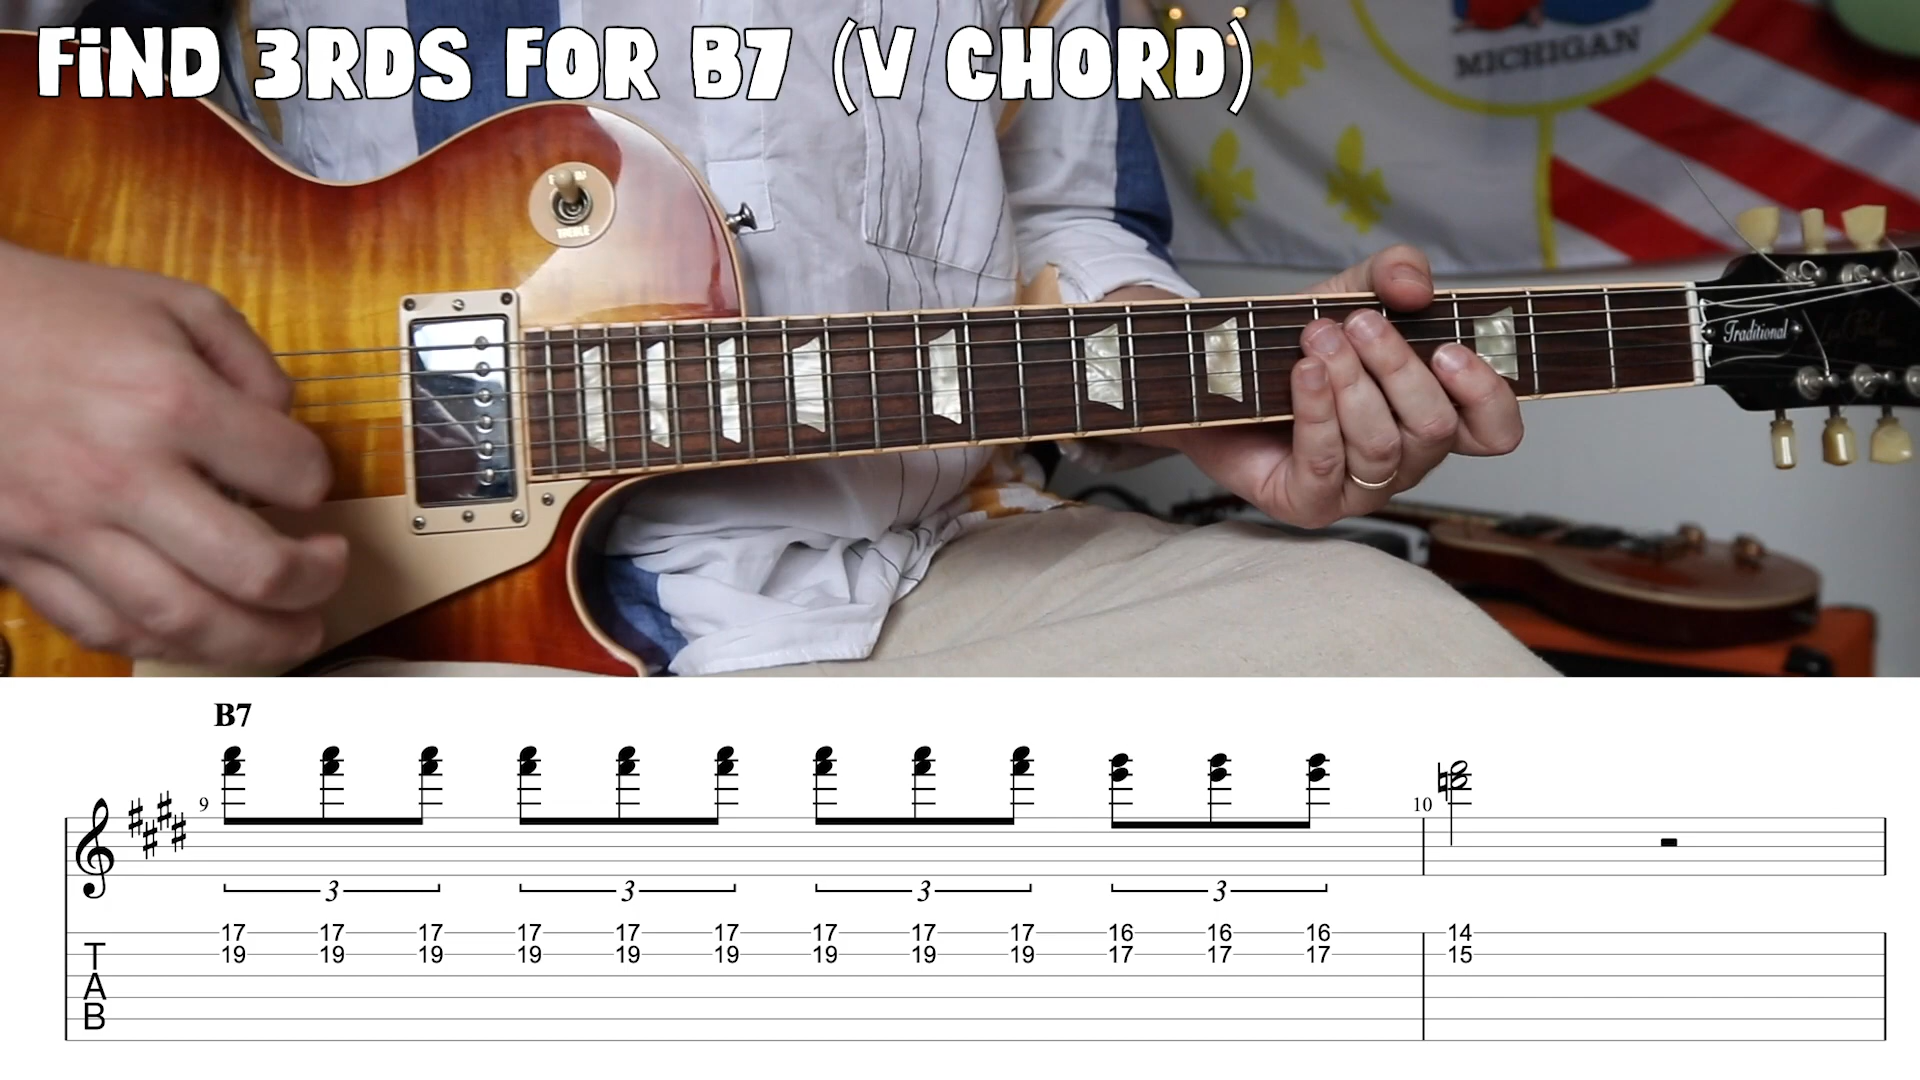 FIND 3RDS FOR B7 (V CHORD)
MICHIGAN
TREBLE
Traditional
B7
9
10
3 3 3 3
17 17 17 17 17 17 17 17 17 16 16 16 14
19 19 19 19 19 19 19 19 19 17 17 17 15
T
A
B